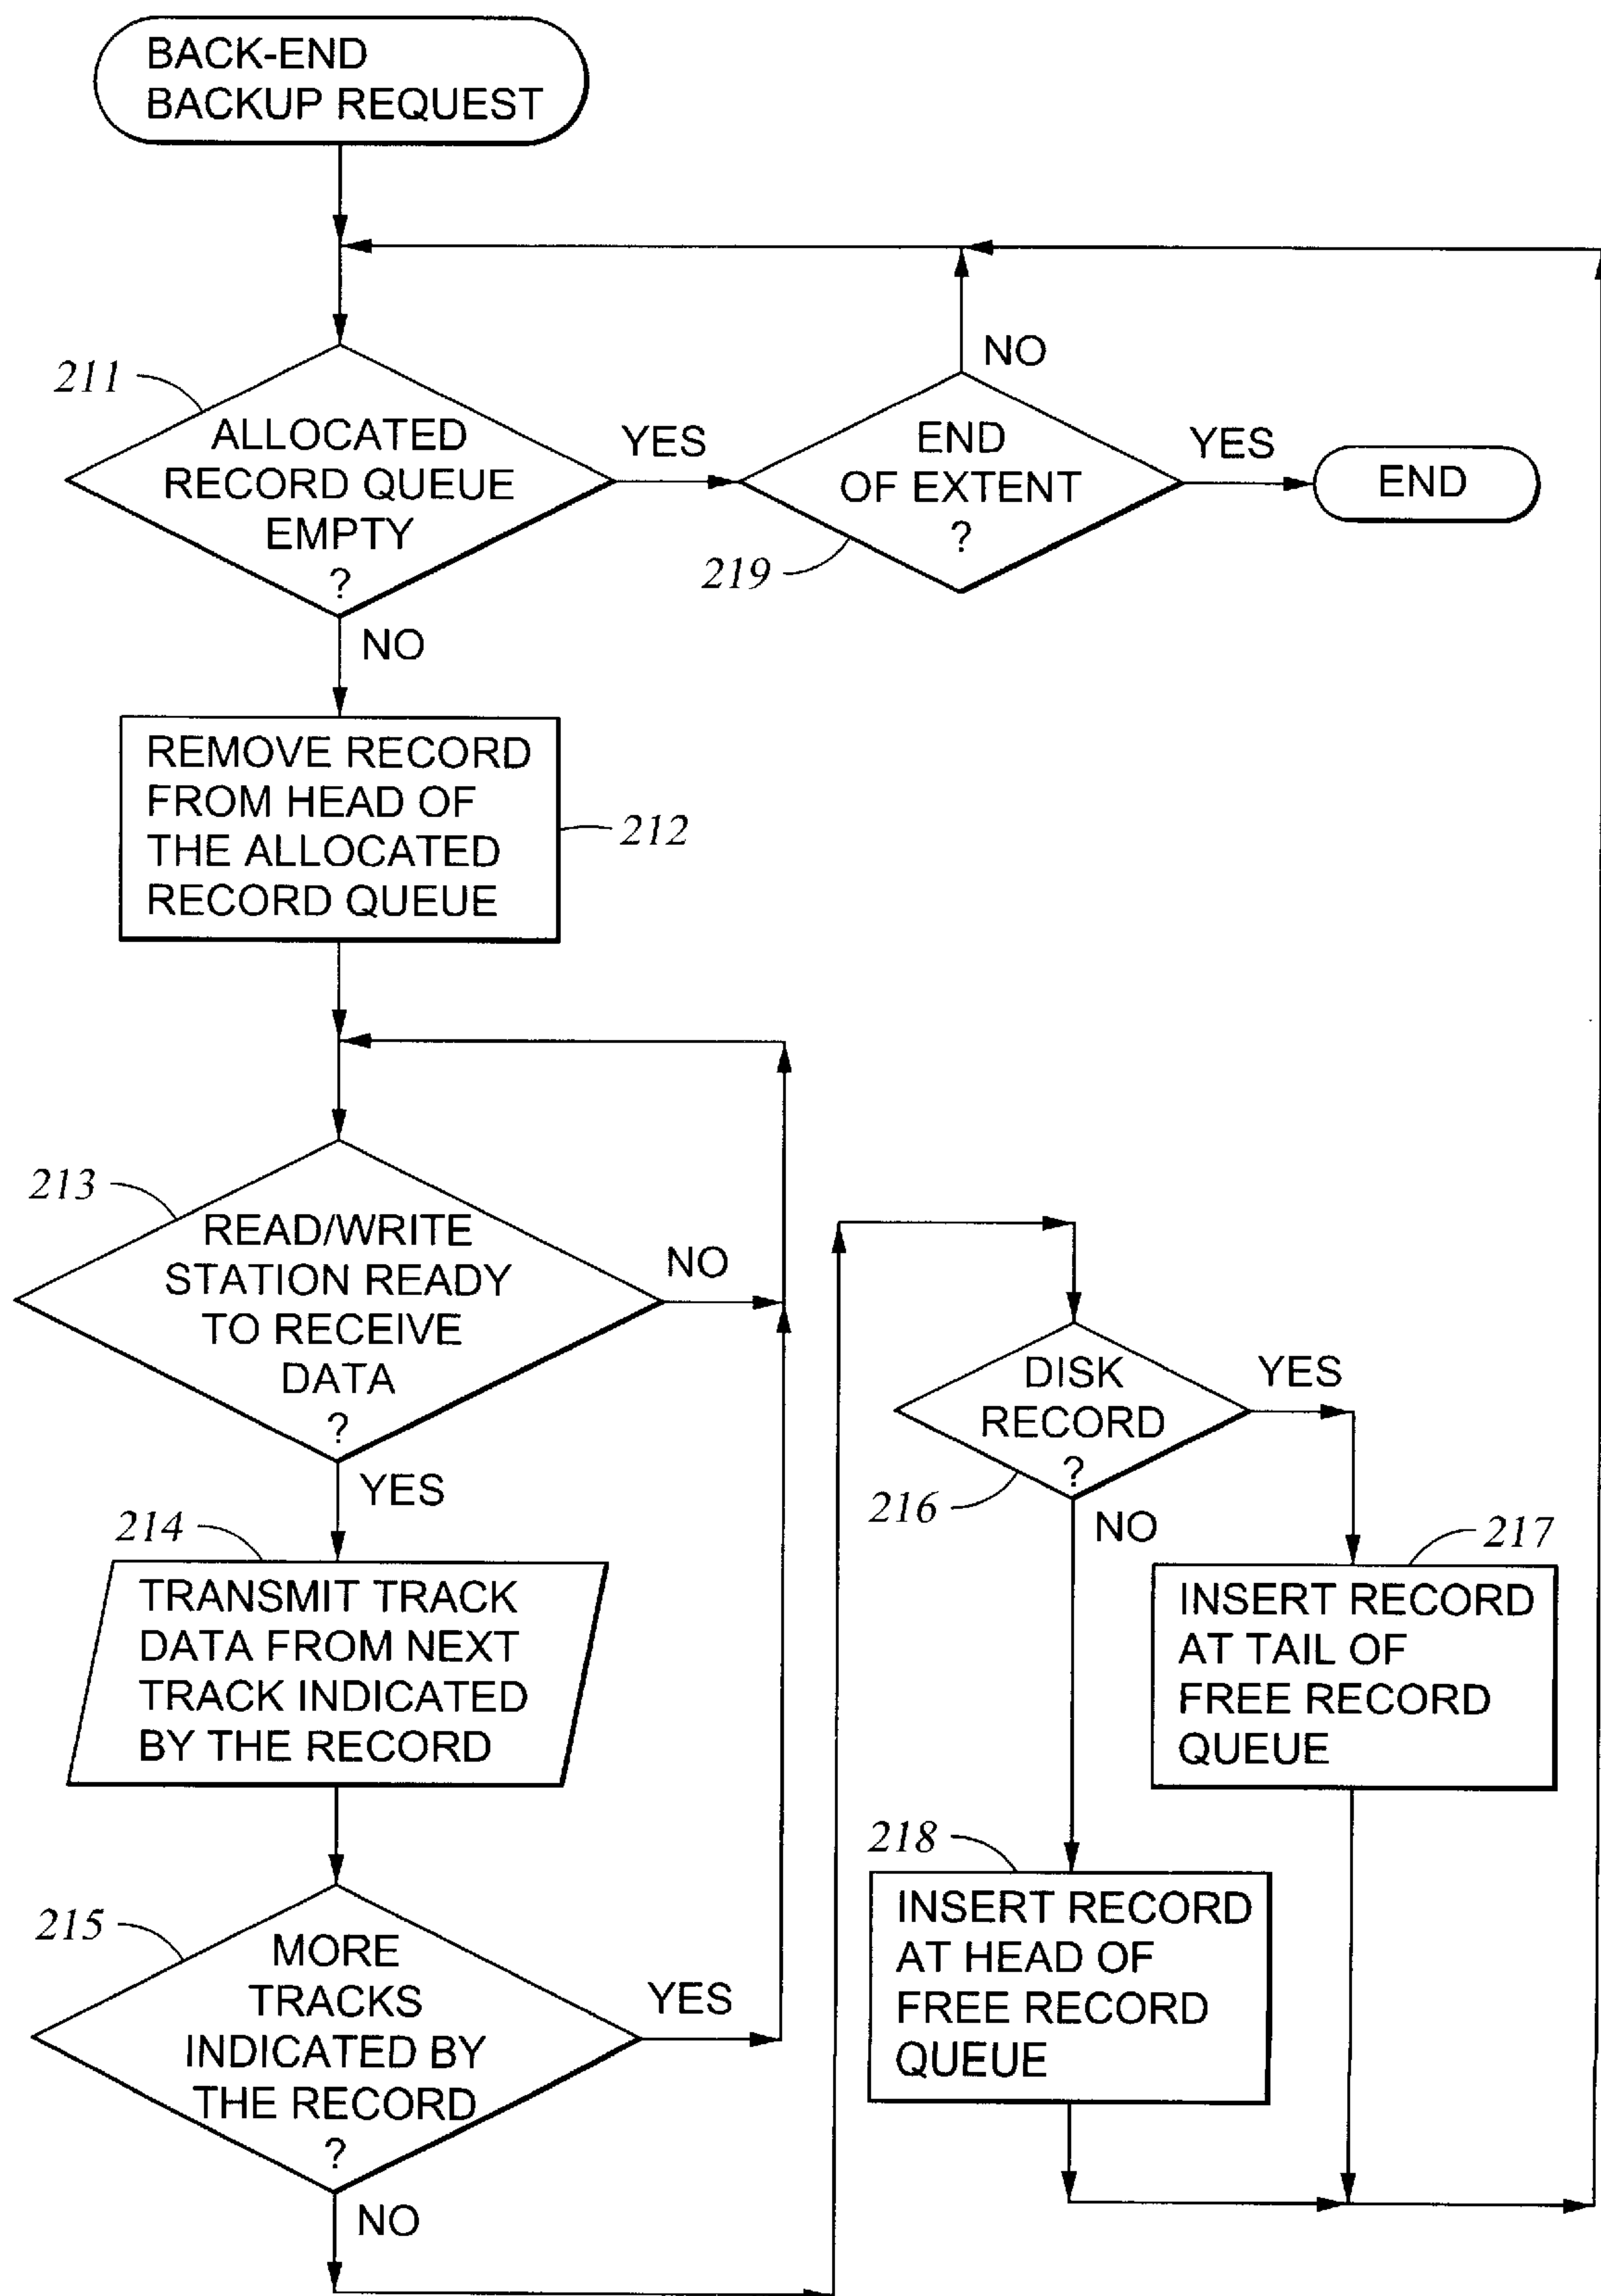 BACK-END
BACKUP REQUEST
211
ALLOCATED
RECORD QUEUE
EMPTY
?
YES
NO
NO
END
OF EXTENT
?
219
YES
END
REMOVE RECORD
FROM HEAD OF
THE ALLOCATED
RECORD QUEUE
212
213
READ/WRITE
STATION READY
TO RECEIVE
DATA
?
NO
YES
214
TRANSMIT TRACK
DATA FROM NEXT
TRACK INDICATED
BY THE RECORD
215
MORE
TRACKS
INDICATED BY
THE RECORD
?
YES
NO
DISK
RECORD
?
216
YES
NO
217
INSERT RECORD
AT TAIL OF
FREE RECORD
QUEUE
218
INSERT RECORD
AT HEAD OF
FREE RECORD
QUEUE